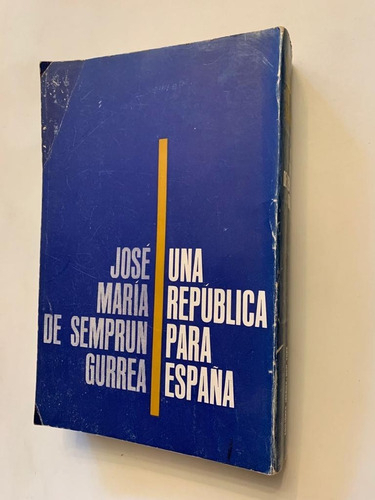 JOSÉ
MARÍA
DE SEMPRUN
GURREA
UNA
REPÚBLICA
PARA
ESPAÑA